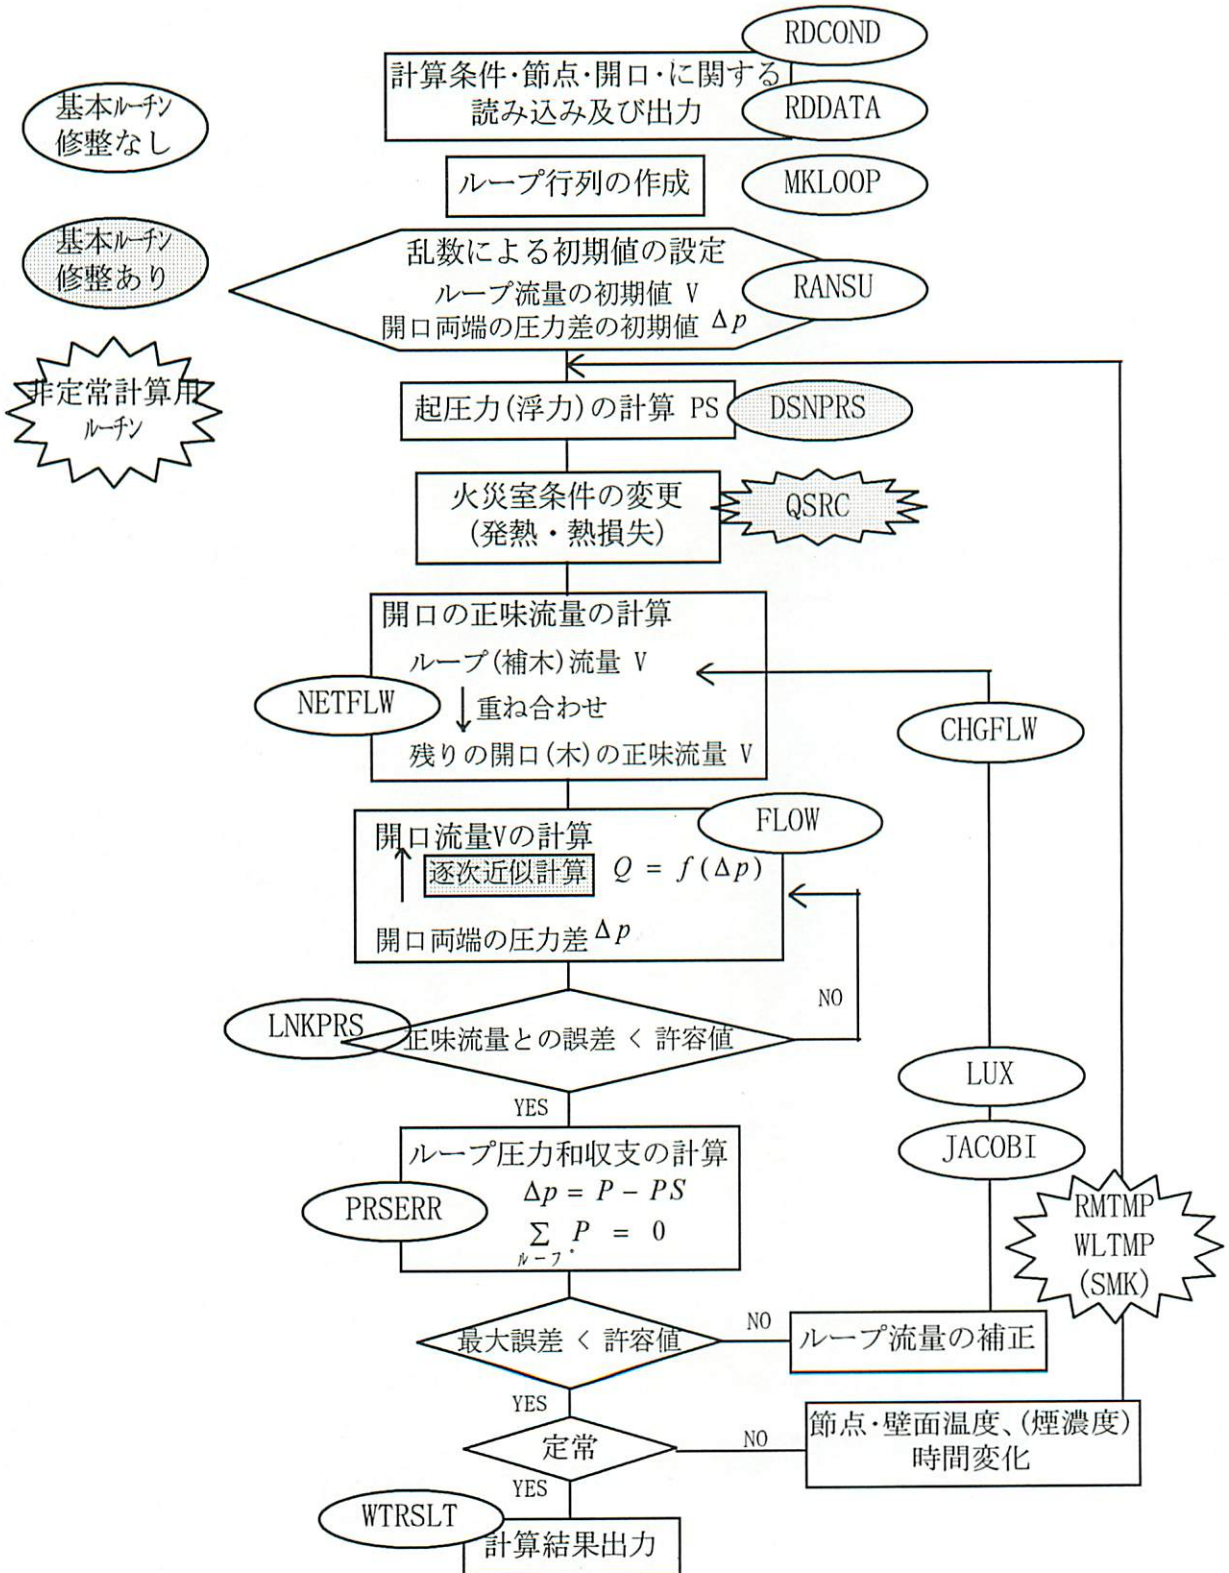 RDCOND
計算条件・節点・開口・に関する
読み込み及び出力
RDDATA
基本ルーチン
修整なし
ループ行列の作成
MKLOOP
基本ルーチン
修整あり
乱数による初期値の設定
ループ流量の初期値 V
開口両端の圧力差の初期値 Δp
RANSU
非定常計算用
ルーチン
起圧力(浮力)の計算 PS
DSNPRS
火災室条件の変更
(発熱・熱損失)
QSRC
開口の正味流量の計算
ループ(補木)流量 V
NETFLW
重ね合わせ
残りの開口(木)の正味流量 V
CHGFLW
FLOW
開口流量Vの計算
逐次近似計算 Q = f(Δp)
開口両端の圧力差 Δp
NO
LNKPRS
正味流量との誤差 < 許容値
LUX
YES
JACOBI
ループ圧力和収支の計算
PRSERR
Δp = P − PS
∑ P = 0
ループ
RMTMP
WLTMP
(SMK)
最大誤差 < 許容値
NO
ループ流量の補正
YES
定常
NO
節点・壁面温度、(煙濃度)
時間変化
YES
WTRSLT
計算結果出力